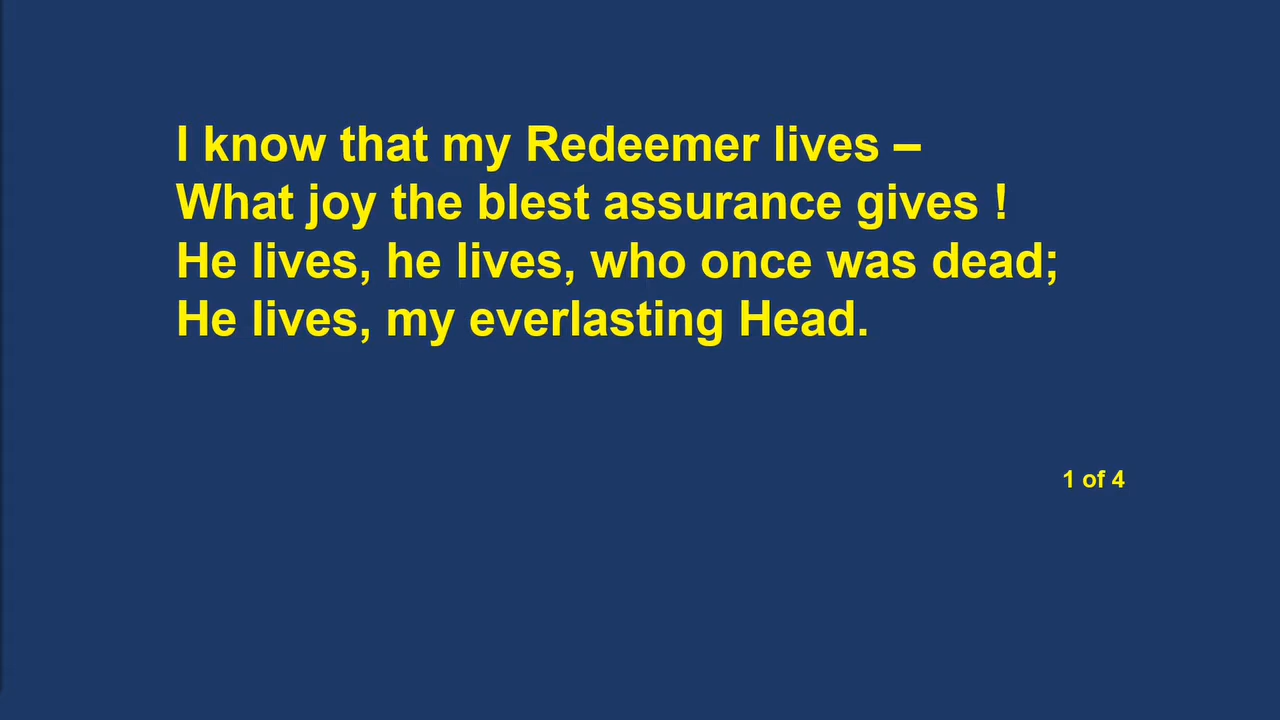 I know that my Redeemer lives –
What joy the blest assurance gives !
He lives, he lives, who once was dead;
He lives, my everlasting Head.
1 of 4